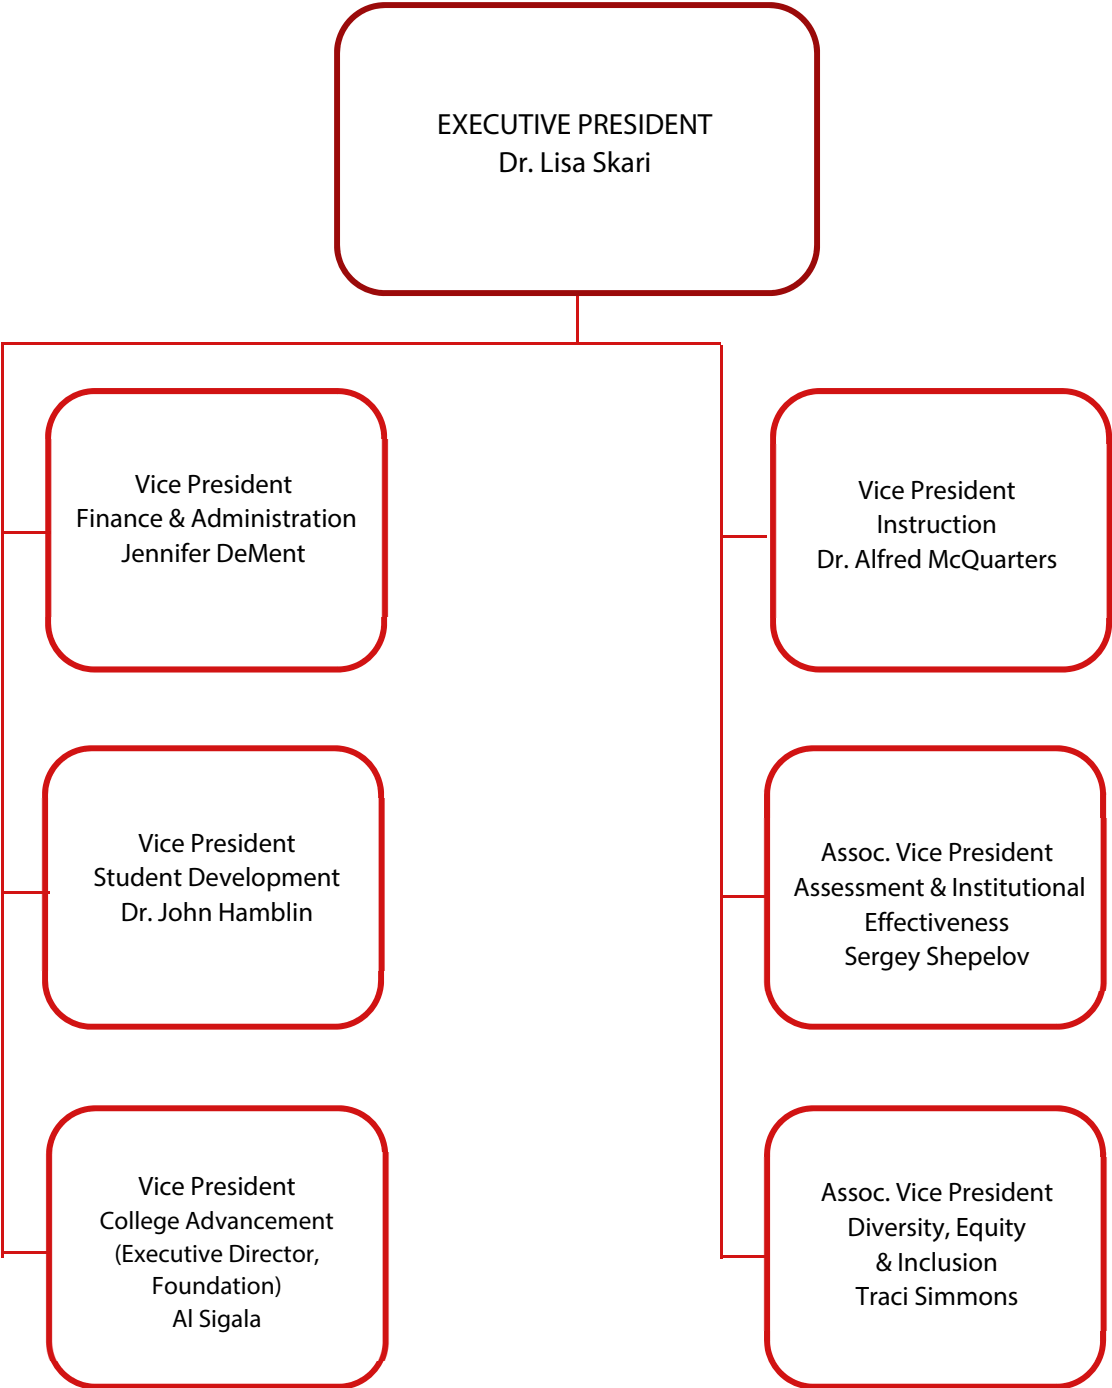 EXECUTIVE PRESIDENT
Dr. Lisa Skari
Vice President
Finance & Administration
Jennifer DeMent
Vice President
Instruction
Dr. Alfred McQuarters
Vice President
Student Development
Dr. John Hamblin
Assoc. Vice President
Assessment & Institutional
Effectiveness
Sergey Shepelov
Vice President
College Advancement
(Executive Director,
Foundation)
Al Sigala
Assoc. Vice President
Diversity, Equity
& Inclusion
Traci Simmons